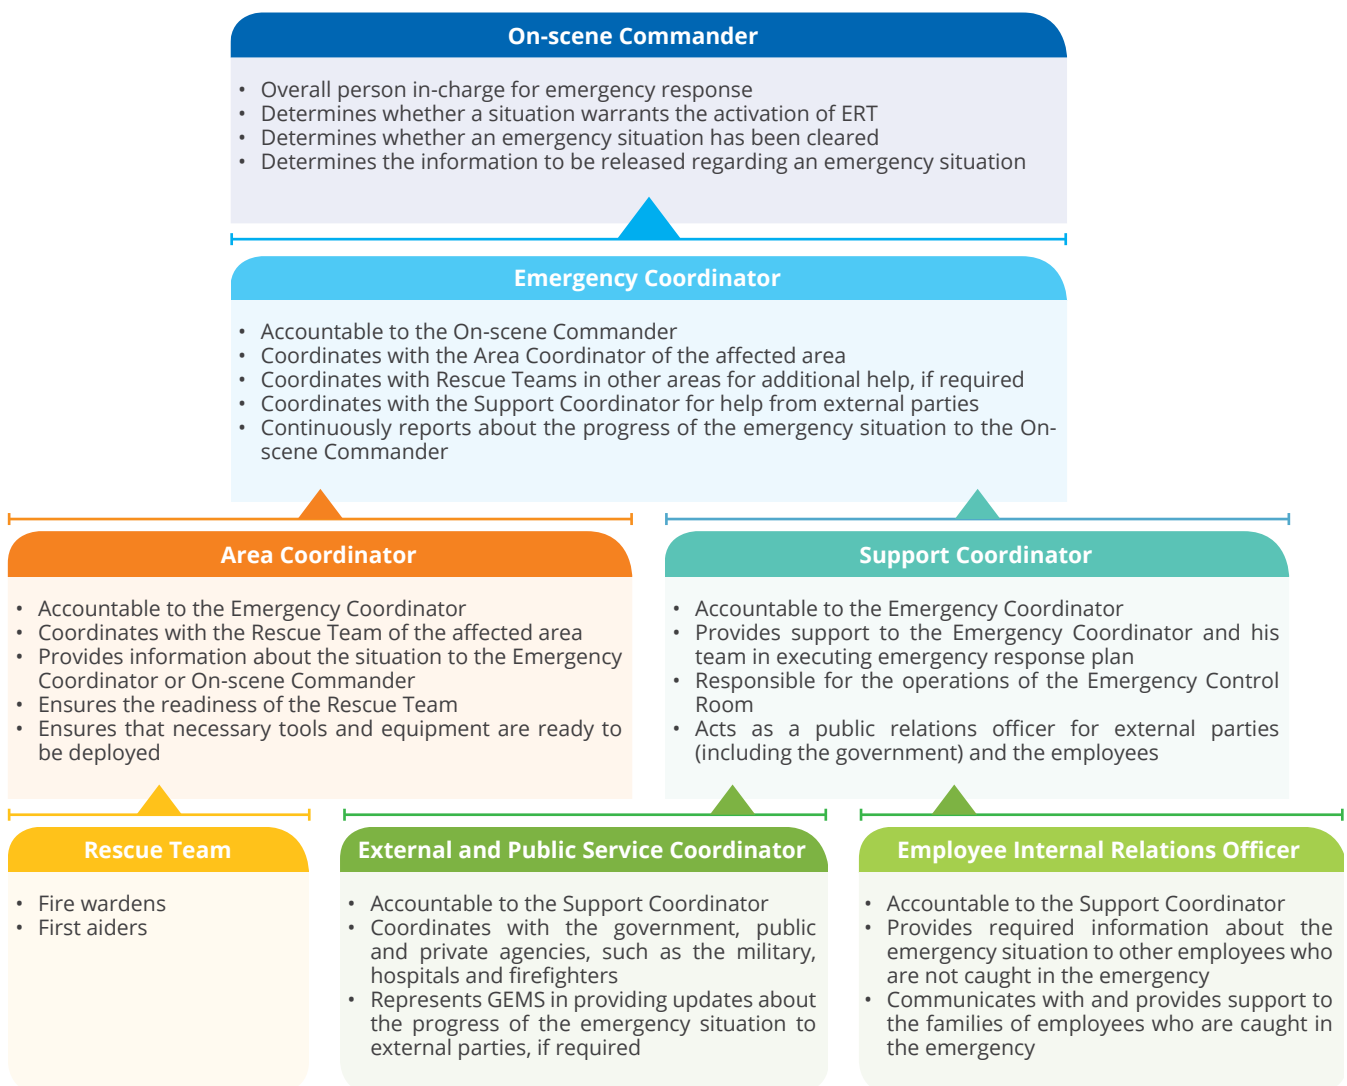 On-scene Commander
• Overall person in-charge for emergency response
• Determines whether a situation warrants the activation of ERT
• Determines whether an emergency situation has been cleared
• Determines the information to be released regarding an emergency situation
Emergency Coordinator
• Accountable to the On-scene Commander
• Coordinates with the Area Coordinator of the affected area
• Coordinates with Rescue Teams in other areas for additional help, if required
• Coordinates with the Support Coordinator for help from external parties
• Continuously reports about the progress of the emergency situation to the On-
scene Commander
Area Coordinator
• Accountable to the Emergency Coordinator
• Coordinates with the Rescue Team of the affected area
• Provides information about the situation to the Emergency
Coordinator or On-scene Commander
• Ensures the readiness of the Rescue Team
• Ensures that necessary tools and equipment are ready to
be deployed
Support Coordinator
• Accountable to the Emergency Coordinator
• Provides support to the Emergency Coordinator and his
team in executing emergency response plan
• Responsible for the operations of the Emergency Control
Room
• Acts as a public relations officer for external parties
(including the government) and the employees
Rescue Team
• Fire wardens
• First aiders
External and Public Service Coordinator
• Accountable to the Support Coordinator
• Coordinates with the government, public
and private agencies, such as the military,
hospitals and firefighters
• Represents GEMS in providing updates about
the progress of the emergency situation to
external parties, if required
Employee Internal Relations Officer
• Accountable to the Support Coordinator
• Provides required information about the
emergency situation to other employees who
are not caught in the emergency
• Communicates with and provides support to
the families of employees who are caught in
the emergency